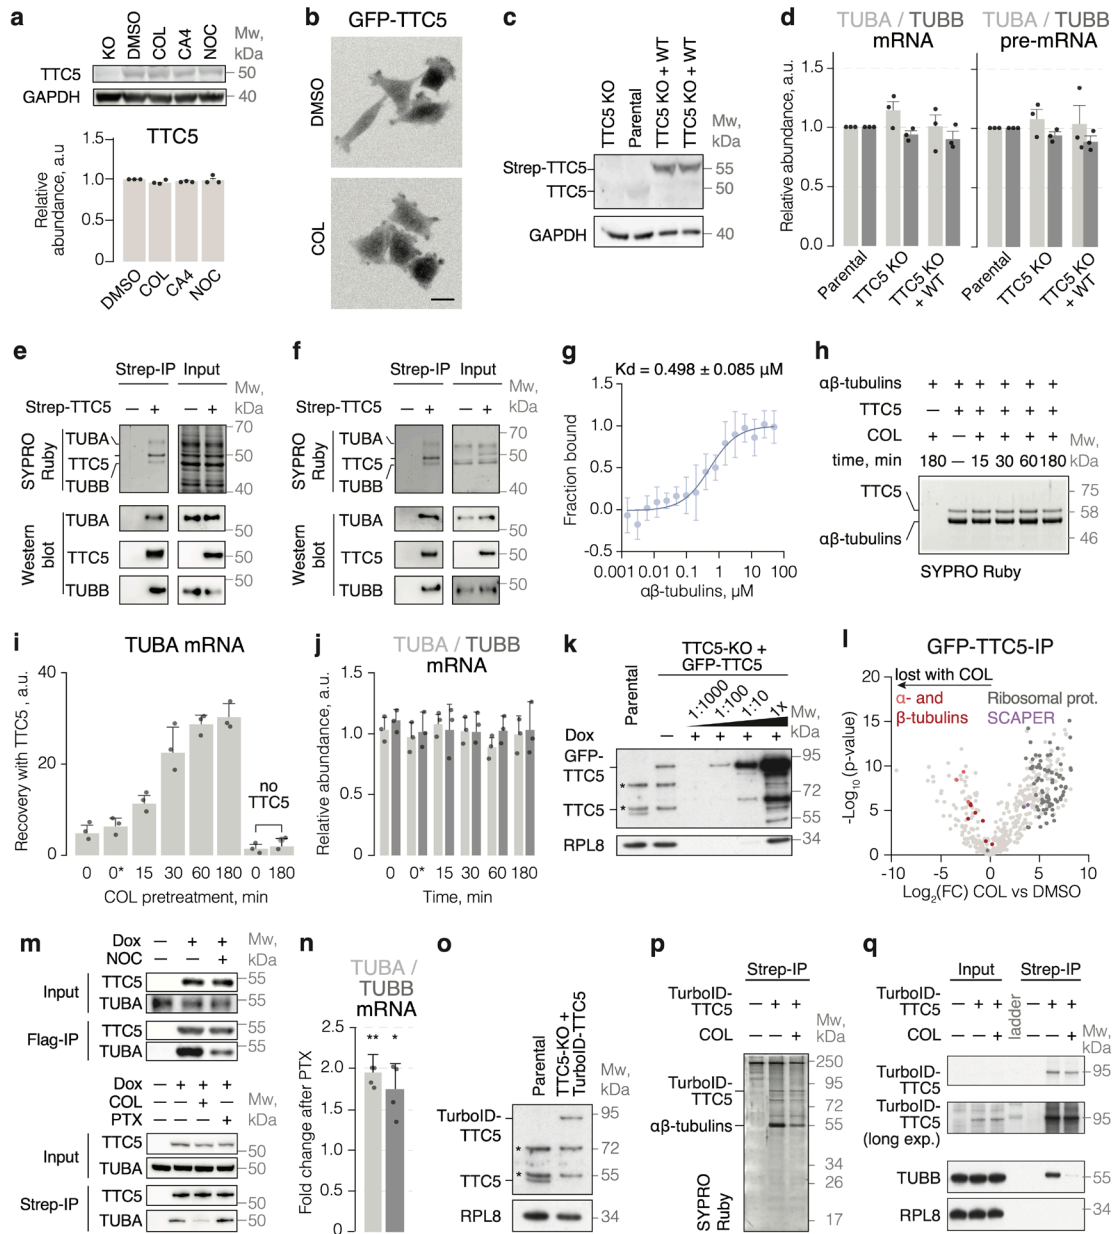 a
KO
DMSO
COL
CA4
NOC
Mw,
kDa
TTC5
50
GAPDH
40
TTC5
Relative
abundance, a.u
1.5
1.0
0.5
0.0
DMSO
COL
CA4
NOC
b
GFP-TTC5
DMSO
COL
c
TTC5 KO
Parental
TTC5 KO + WT
TTC5 KO + WT
Mw,
kDa
Strep-TTC5
55
TTC5
50
GAPDH
40
d
TUBA / TUBB
mRNA
TUBA / TUBB
pre-mRNA
Relative abundance, a.u.
1.5
1.0
0.5
0.0
Parental
TTC5 KO
TTC5 KO
+ WT
Parental
TTC5 KO
TTC5 KO
+ WT
e
Strep-IP Input
Mw,
kDa
Strep-TTC5 — + — +
SYPRO
Ruby
TUBA
TTC5
TUBB
70
50
40
Western
blot
TUBA
50
TTC5
50
TUBB
50
f
Strep-IP Input
Mw,
kDa
Strep-TTC5 — + — +
SYPRO
Ruby
TUBA
TTC5
TUBB
70
50
40
Western
blot
TUBA
50
TTC5
50
TUBB
50
g
Kd = 0.498 ± 0.085 µM
Fraction bound
1.5
1.0
0.5
0.0
-0.5
0.001 0.01 0.1 1 10 100
αβ-tubulins, µM
h
αβ-tubulins + + + + + +
TTC5 — + + + + +
COL + — + + + +
time, min 180 — 15 30 60 180
Mw,
kDa
TTC5
αβ-tubulins
75
58
46
SYPRO Ruby
i
TUBA mRNA
Recovery with TTC5 , a.u.
40
20
0
no
TTC5
0 0* 15 30 60 180 0 180
COL pretreatment, min
j
TUBA / TUBB
mRNA
Relative abundance, a.u.
1.5
1.0
0.5
0
0 0* 15 30 60 180
Time, min
k
TTC5-KO +
GFP-TTC5
Parental
1:1000
1:100
1:10
1x
Mw,
kDa
Dox — + + + +
GFP-
TTC5
*
*
TTC5
95
72
55
RPL8
34
l
GFP-TTC5-IP
-Log10 (p-value)
20
15
10
5
0
lost with COL
α- and
β-tubulins
Ribosomal prot.
SCAPER
-10 -5 0 5 10
Log2(FC) COL vs DMSO
m
Dox — + +
NOC +
Mw,
kDa
Input
TTC5
55
TUBA
55
Flag-IP
TTC5
55
TUBA
55
Dox — + + +
COL +
PTX +
Mw,
kDa
Input
TTC5
50
TUBA
50
Strep-IP
TTC5
50
TUBA
50
n
TUBA /
TUBB
mRNA
Fold change after PTX
2.5
2.0
1.5
1.0
0.5
0
** *
o
Parental
TTC5-KO +
TurboID-TTC5
Mw,
kDa
TurboID-
TTC5
*
*
TTC5
95
72
55
RPL8
34
p
Strep-IP
TurboID-
TTC5 — + +
COL — — +
Mw,
kDa
TurboID-
TTC5
αβ-tubulins
250
95
72
55
34
26
17
SYPRO
Ruby
q
Input
Strep-IP
ladder
TurboID-
TTC5 — + + — + +
COL — — + — — +
Mw,
kDa
TurboID-
TTC5
95
TurboID-
TTC5
(long exp.)
95
TUBB
55
RPL8
34